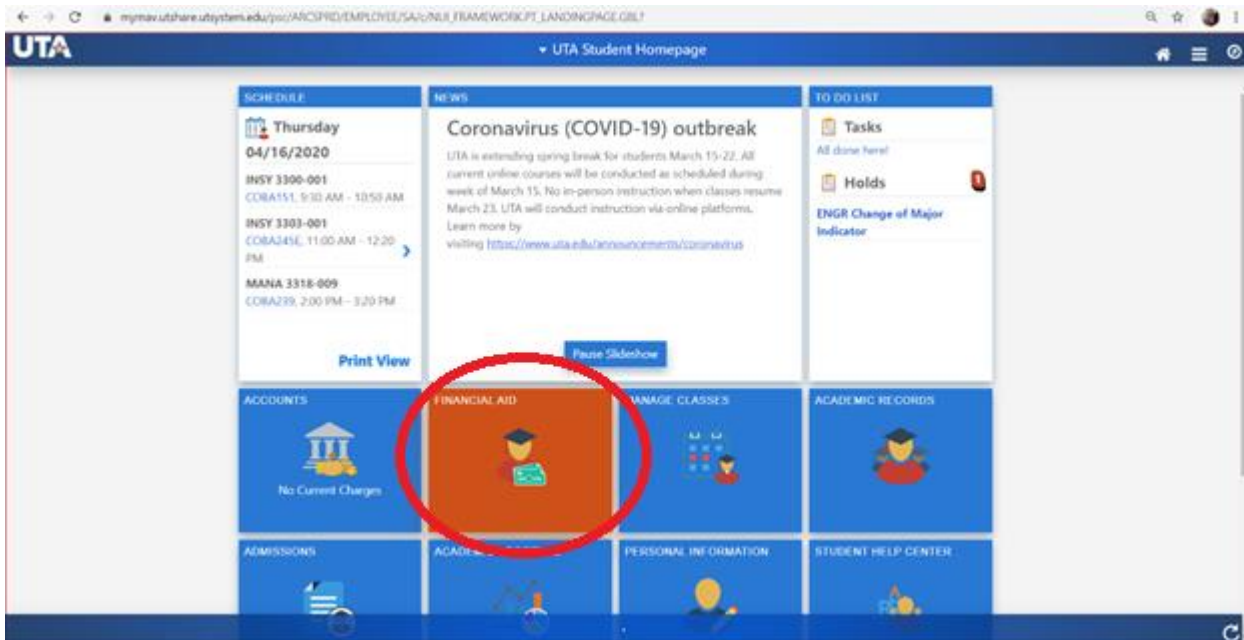 mymav.utshare.utsystem.edu/psc/ARCSPRD/EMPLOYEE/SA/c/NUI_FRAMEWORK.PT_LANDINGPAGE.GBL?
UTA
UTA Student Homepage
SCHEDULE
Thursday
04/16/2020
INSY 3300-001
COBA151, 9:30 AM - 10:50 AM
INSY 3303-001
COBA245E, 11:00 AM - 12:20
PM
MANA 3318-009
COBA239, 2:00 PM - 3:20 PM
Print View
NEWS
Coronavirus (COVID-19) outbreak
UTA is extending spring break for students March 15-22. All
current online courses will be conducted as scheduled during
week of March 15. No in-person instruction when classes resume
March 23. UTA will conduct instruction via online platforms.
Learn more by
visiting https://www.uta.edu/announcements/coronavirus
Pause Slideshow
TO DO LIST
Tasks
All done here!
Holds
ENGR Change of Major
Indicator
ACCOUNTS
No Current Charges
FINANCIAL AID
MANAGE CLASSES
ACADEMIC RECORDS
ADMISSIONS
PERSONAL INFORMATION
STUDENT HELP CENTER